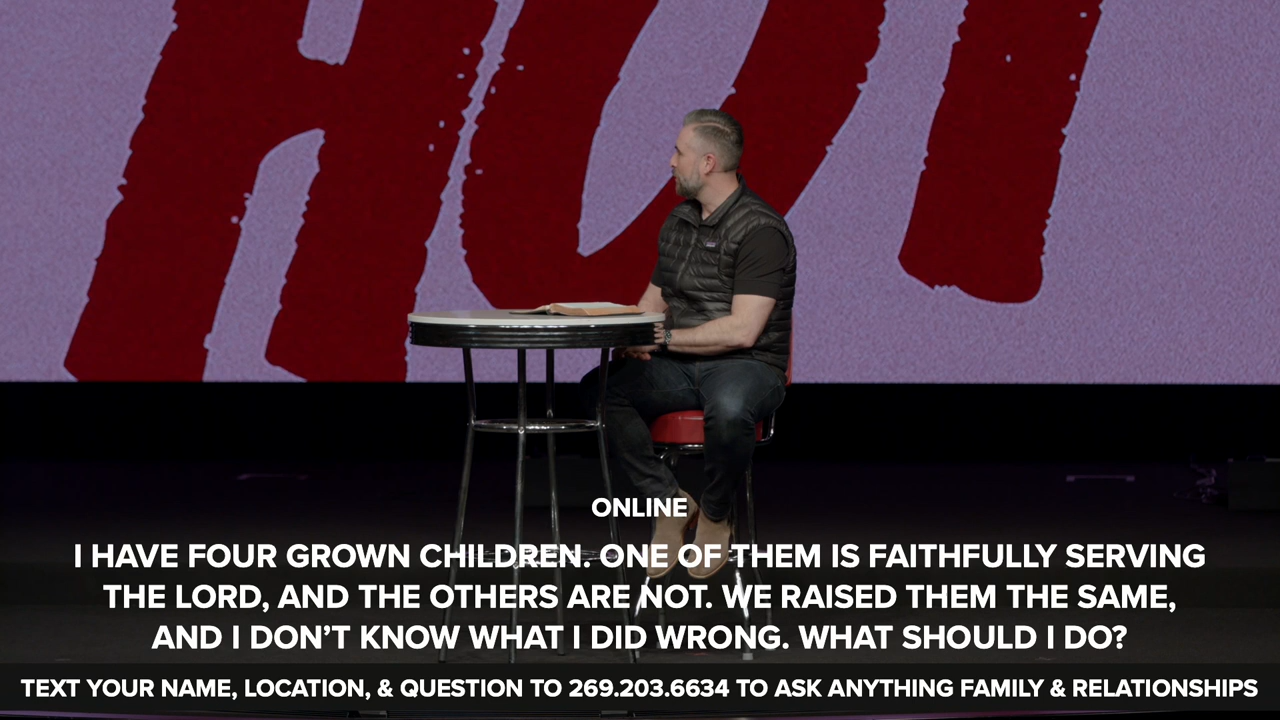 ONLINE
I HAVE FOUR GROWN CHILDREN. ONE OF THEM IS FAITHFULLY SERVING
THE LORD, AND THE OTHERS ARE NOT. WE RAISED THEM THE SAME,
AND I DON’T KNOW WHAT I DID WRONG. WHAT SHOULD I DO?
TEXT YOUR NAME, LOCATION, & QUESTION TO 269.203.6634 TO ASK ANYTHING FAMILY & RELATIONSHIPS